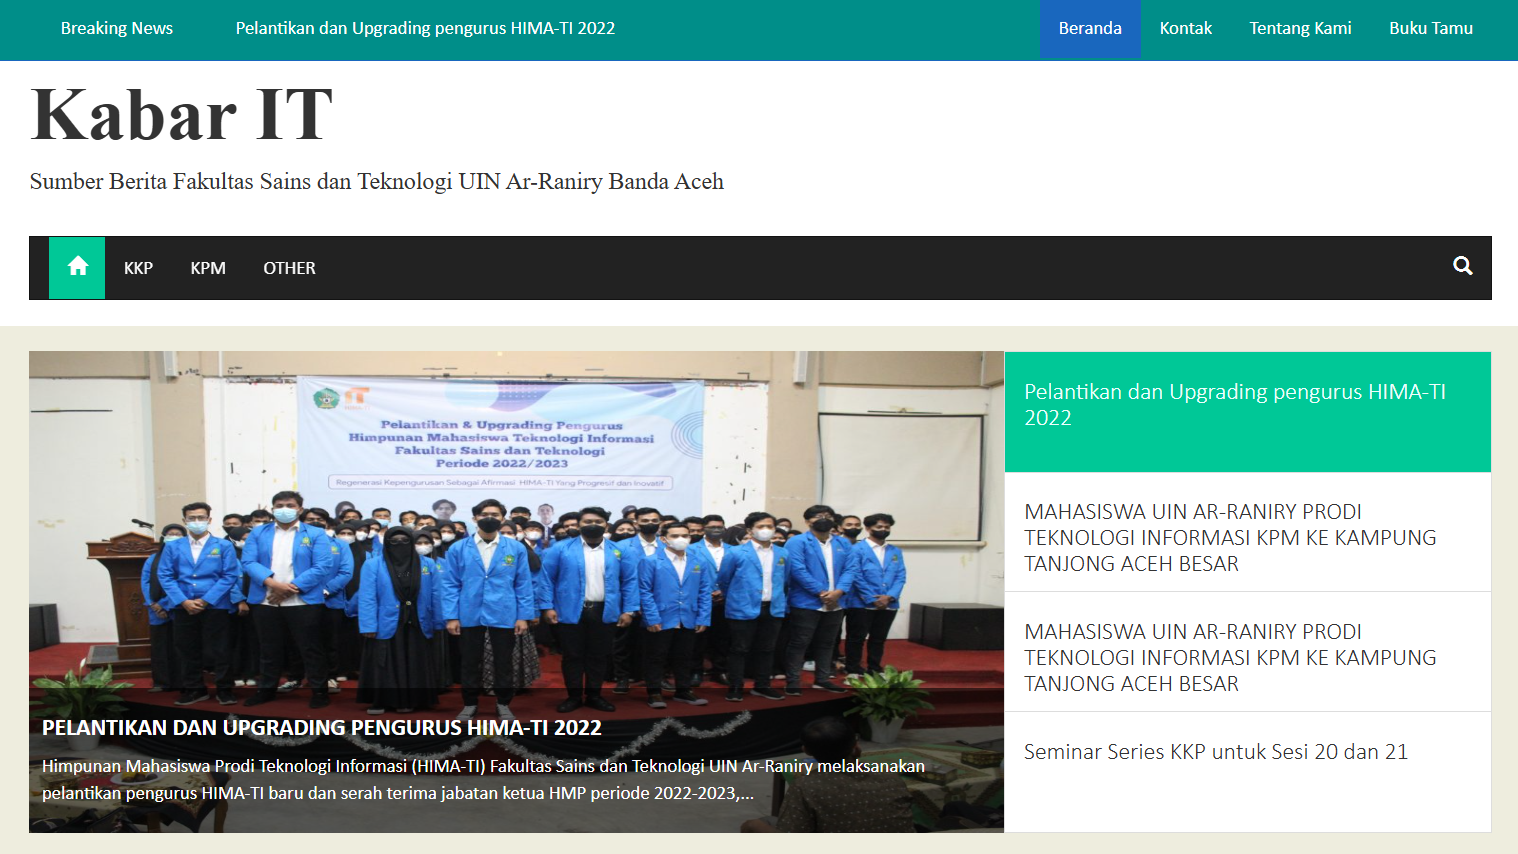 Breaking News
Pelantikan dan Upgrading pengurus HIMA-TI 2022
Beranda
Kontak
Tentang Kami
Buku Tamu
Kabar IT
Sumber Berita Fakultas Sains dan Teknologi UIN Ar-Raniry Banda Aceh
KKP
KPM
OTHER
Pelantikan & Upgrading Pengurus
Himpunan Mahasiswa Teknologi Informasi
Fakultas Sains dan Teknologi
Periode 2022/2023
Regenerasi Kepengurusan Sebagai Afirmasi HIMA-TI Yang Progresif dan Inovatif
PELANTIKAN DAN UPGRADING PENGURUS HIMA-TI 2022
Himpunan Mahasiswa Prodi Teknologi Informasi (HIMA-TI) Fakultas Sains dan Teknologi UIN Ar-Raniry melaksanakan
pelantikan pengurus HIMA-TI baru dan serah terima jabatan ketua HMP periode 2022-2023,...
Pelantikan dan Upgrading pengurus HIMA-TI
2022
MAHASISWA UIN AR-RANIRY PRODI
TEKNOLOGI INFORMASI KPM KE KAMPUNG
TANJONG ACEH BESAR
MAHASISWA UIN AR-RANIRY PRODI
TEKNOLOGI INFORMASI KPM KE KAMPUNG
TANJONG ACEH BESAR
Seminar Series KKP untuk Sesi 20 dan 21